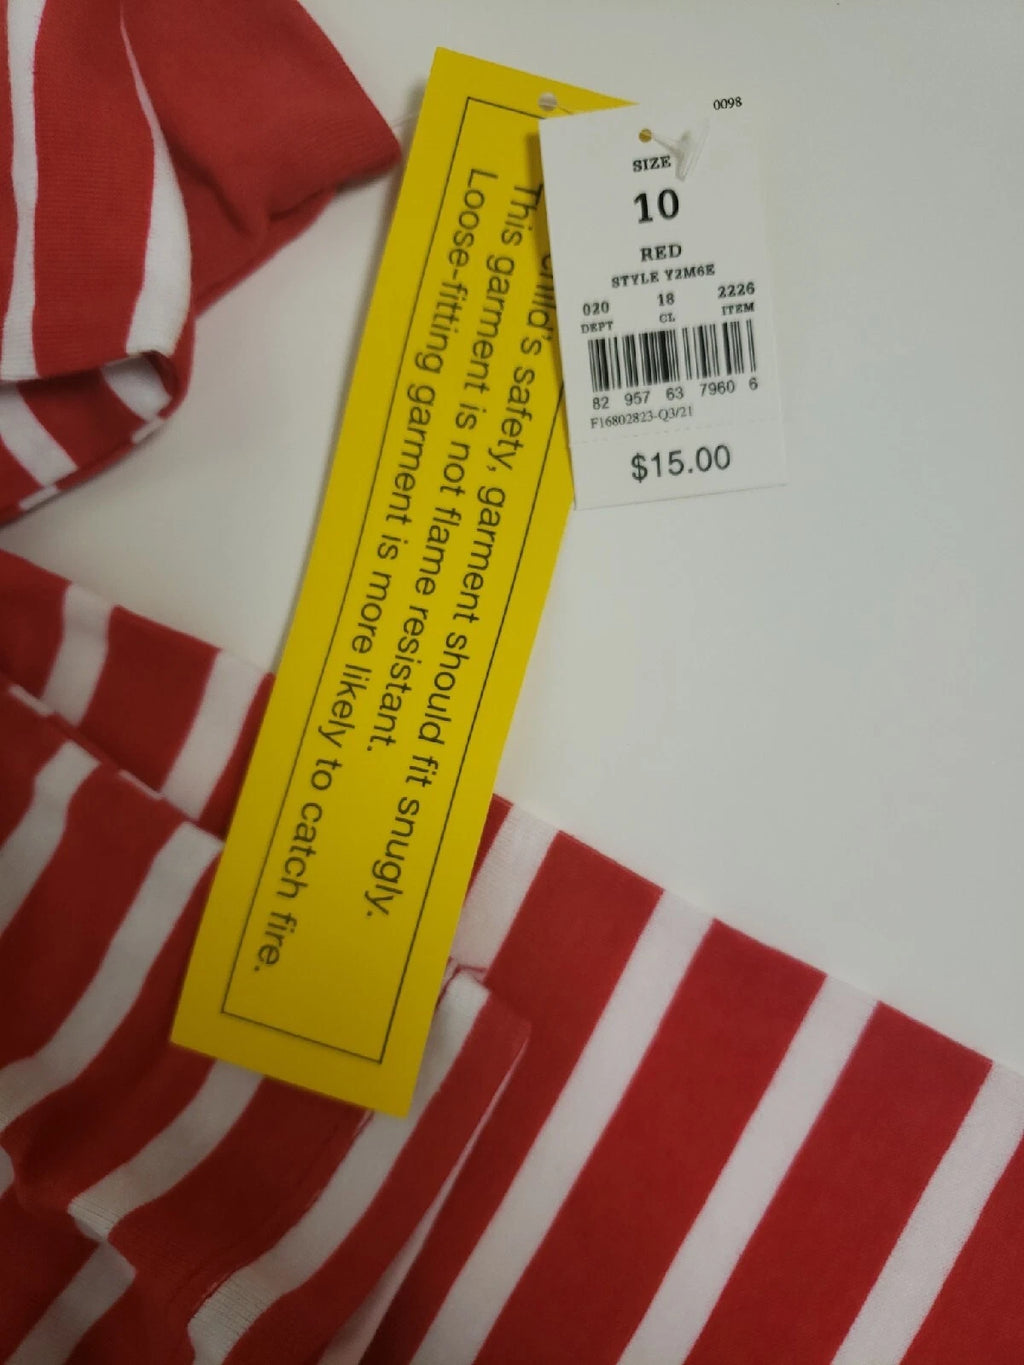 0098
SIZE
10
RED
STYLE Y2M6E
020 18 2226
DEPT CL ITEM
82 957 63 7960 6
F16802823-Q3/21
$15.00
child's safety, garment should fit snugly.
This garment is not flame resistant.
Loose-fitting garment is more likely to catch fire.